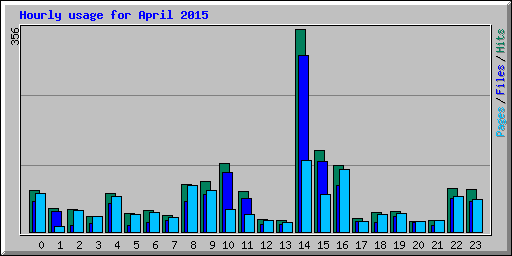 Hourly usage for April 2015
356
Pages / Files / Hits
0 1 2 3 4 5 6 7 8 9 10 11 12 13 14 15 16 17 18 19 20 21 22 23